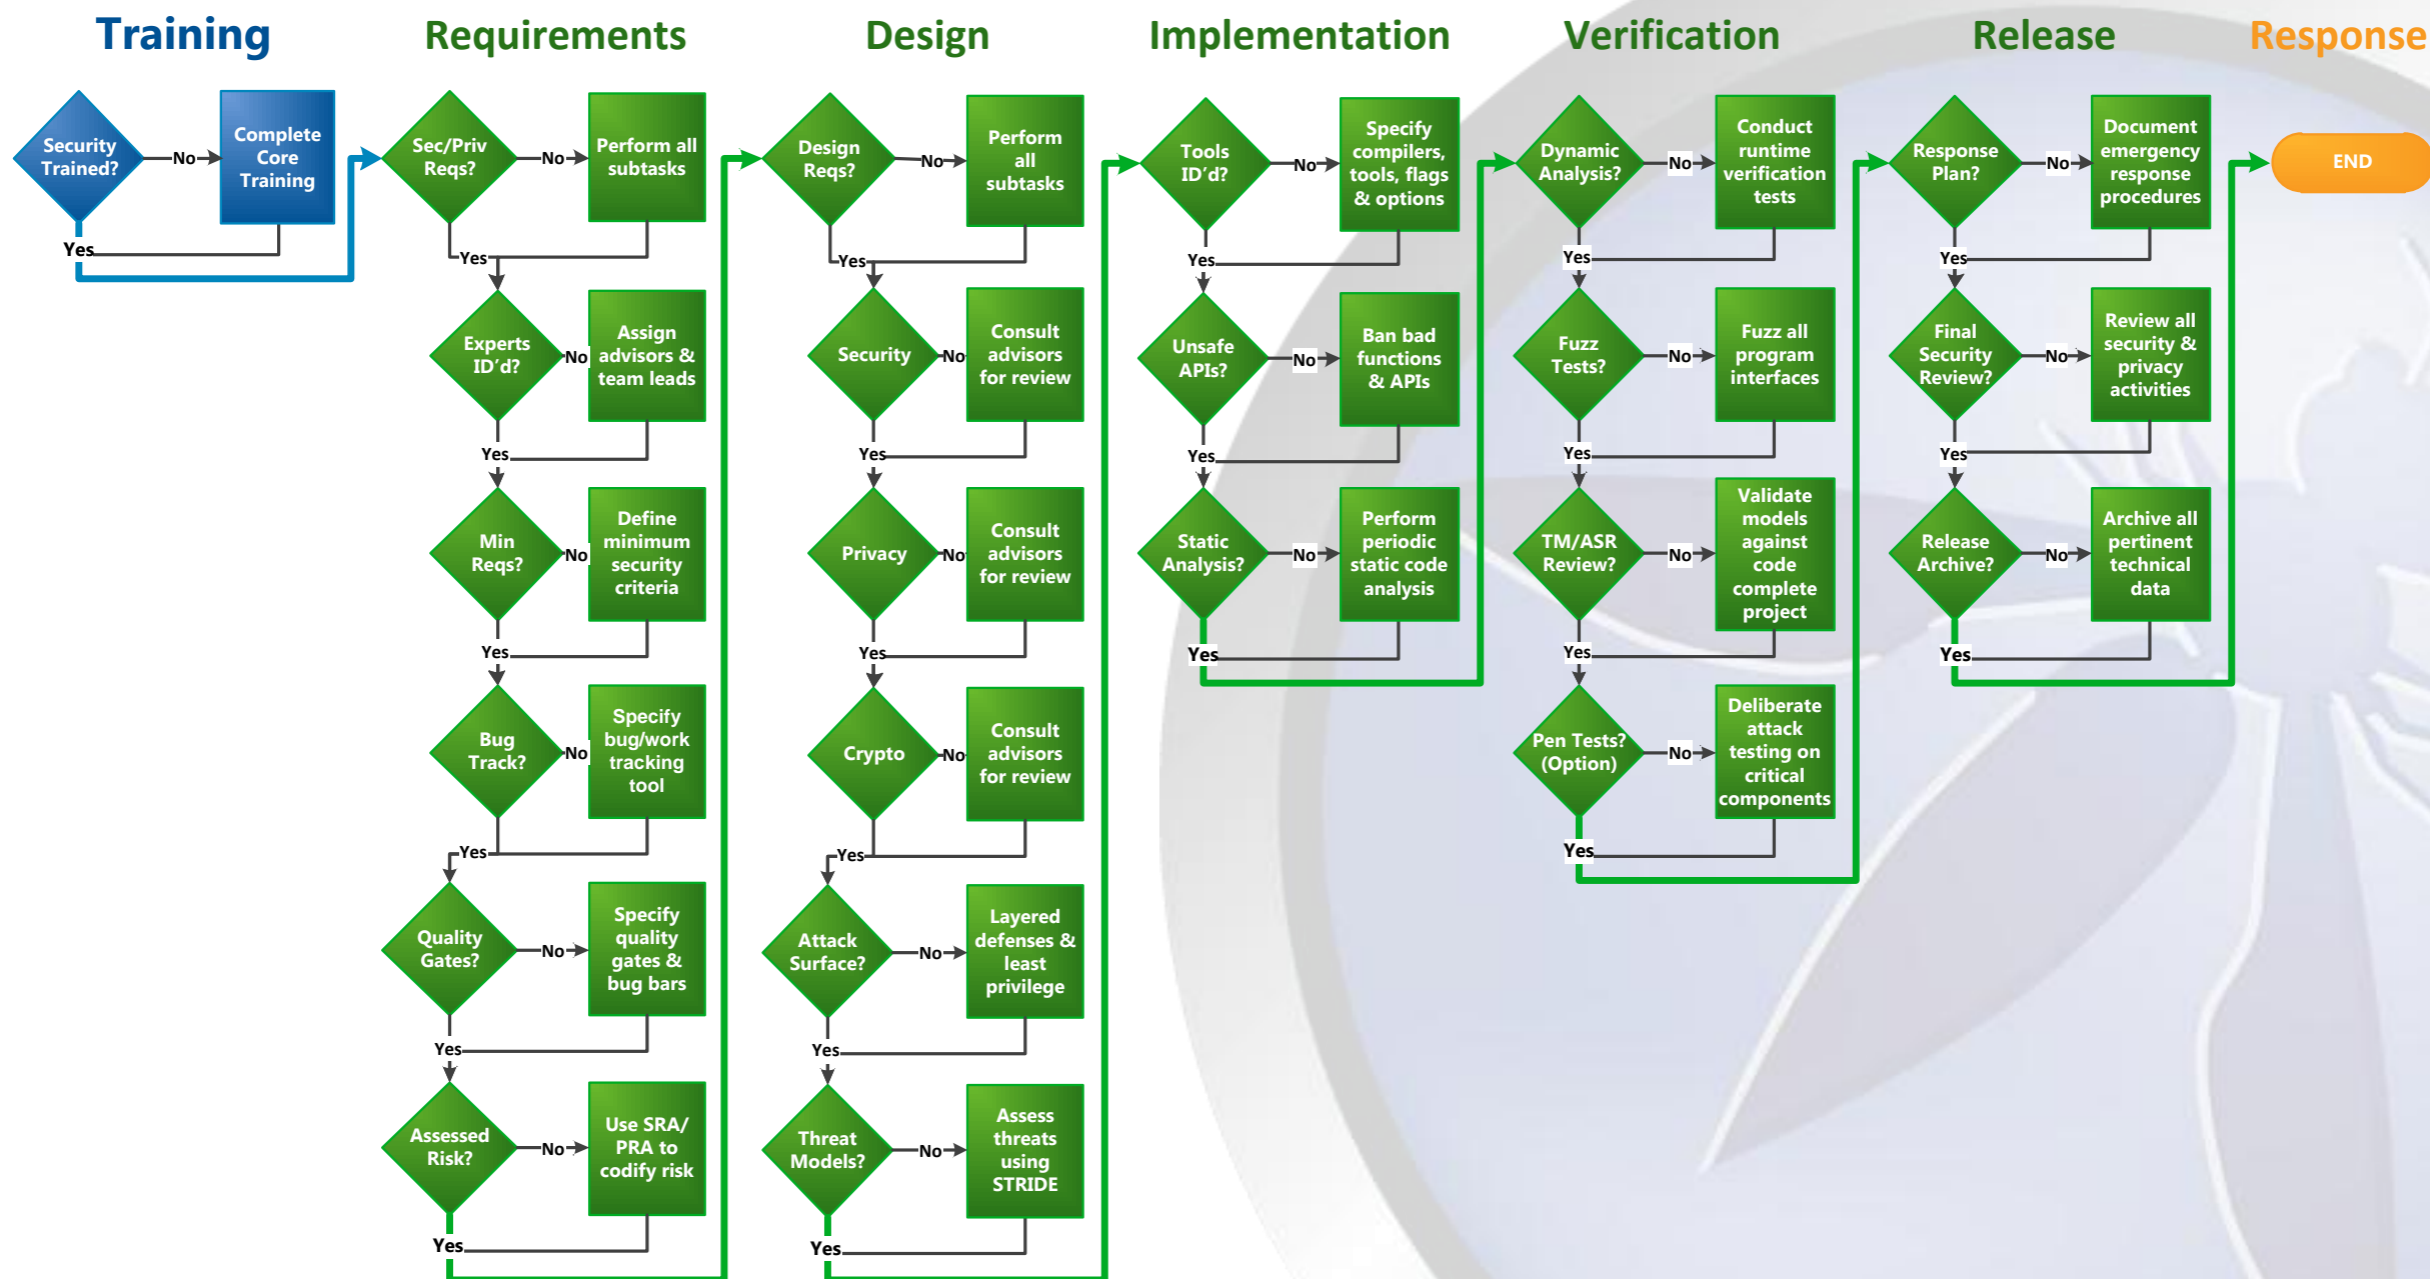 Training
Requirements
Design
Implementation
Verification
Release
Response
Security
Trained?
No
Complete
Core
Training
Yes
Sec/Priv
Reqs?
No
Perform all
subtasks
Yes
Experts
ID'd?
No
Assign
advisors &
team leads
Yes
Min
Reqs?
No
Define
minimum
security
criteria
Yes
Bug
Track?
No
Specify
bug/work
tracking
tool
Yes
Quality
Gates?
No
Specify
quality
gates &
bug bars
Yes
Assessed
Risk?
No
Use SRA/
PRA to
codify risk
Yes
Design
Reqs?
No
Perform
all
subtasks
Yes
Security
No
Consult
advisors
for review
Yes
Privacy
No
Consult
advisors
for review
Yes
Crypto
No
Consult
advisors
for review
Yes
Attack
Surface?
No
Layered
defenses &
least
privilege
Yes
Threat
Models?
No
Assess
threats
using
STRIDE
Yes
Tools
ID'd?
No
Specify
compilers,
tools, flags
& options
Yes
Unsafe
APIs?
No
Ban bad
functions
& APIs
Yes
Static
Analysis?
No
Perform
periodic
static code
analysis
Yes
Dynamic
Analysis?
No
Conduct
runtime
verification
tests
Yes
Fuzz
Tests?
No
Fuzz all
program
interfaces
Yes
TM/ASR
Review?
No
Validate
models
against
code
complete
project
Yes
Pen Tests?
(Option)
No
Deliberate
attack
testing on
critical
components
Yes
Response
Plan?
No
Document
emergency
response
procedures
Yes
Final
Security
Review?
No
Review all
security &
privacy
activities
Yes
Release
Archive?
No
Archive all
pertinent
technical
data
Yes
END